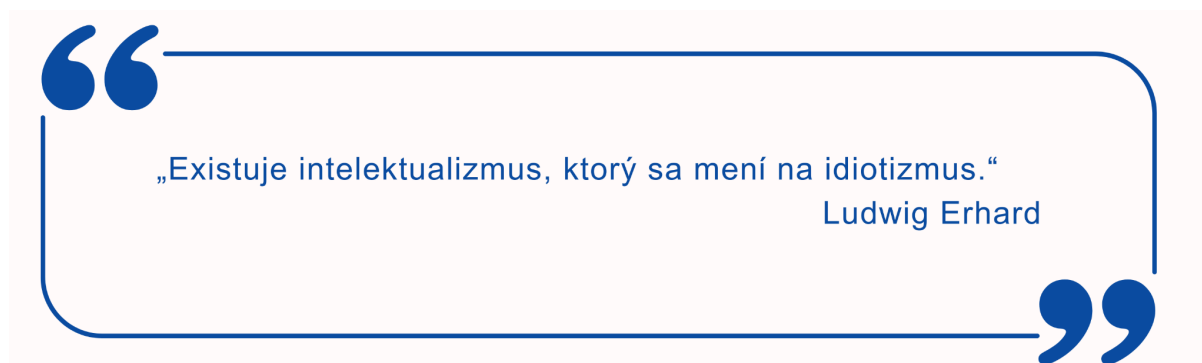 „Existuje intelektualizmus, ktorý sa mení na idiotizmus.“
Ludwig Erhard